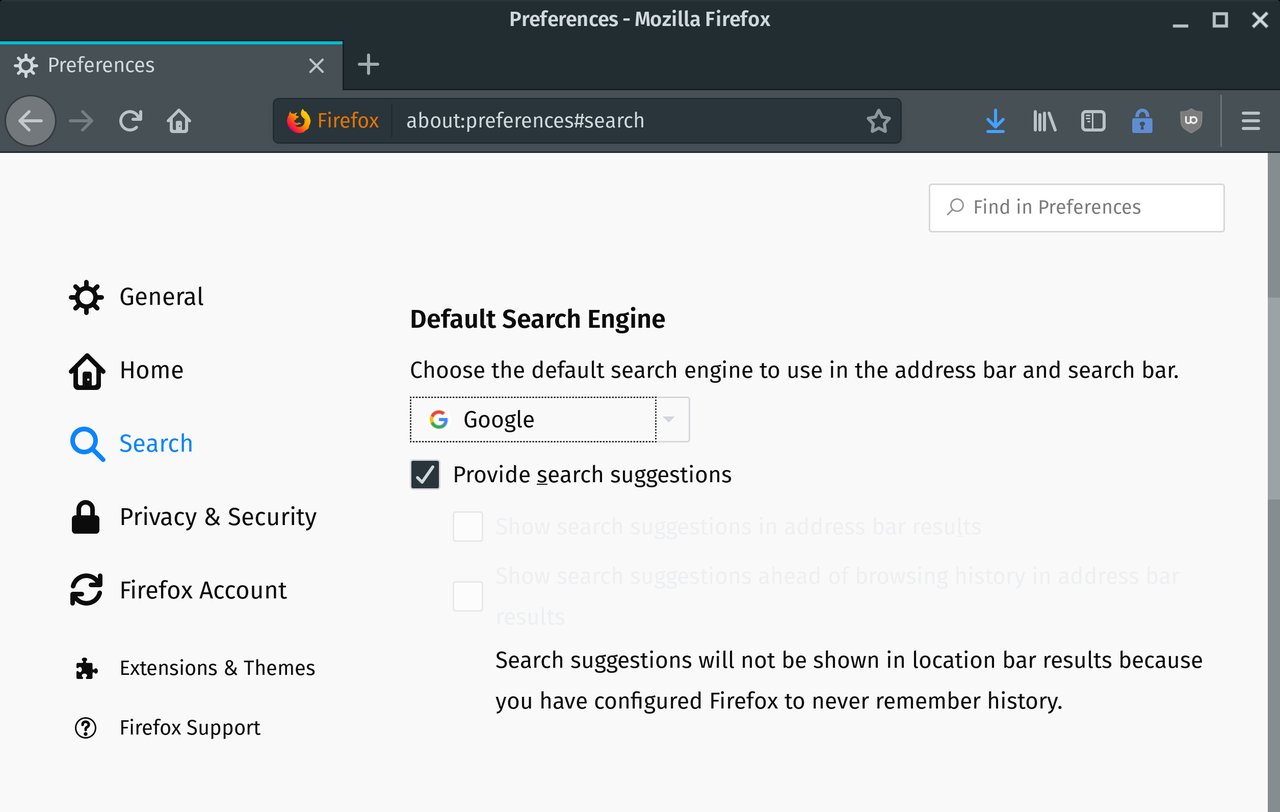 Preferences - Mozilla Firefox
Preferences
Firefox about:preferences#search
Find in Preferences
General
Home
Search
Privacy & Security
Firefox Account
Extensions & Themes
Firefox Support
Default Search Engine
Choose the default search engine to use in the address bar and search bar.
Google
Provide search suggestions
Show search suggestions in address bar results
Show search suggestions ahead of browsing history in address bar
results
Search suggestions will not be shown in location bar results because
you have configured Firefox to never remember history.